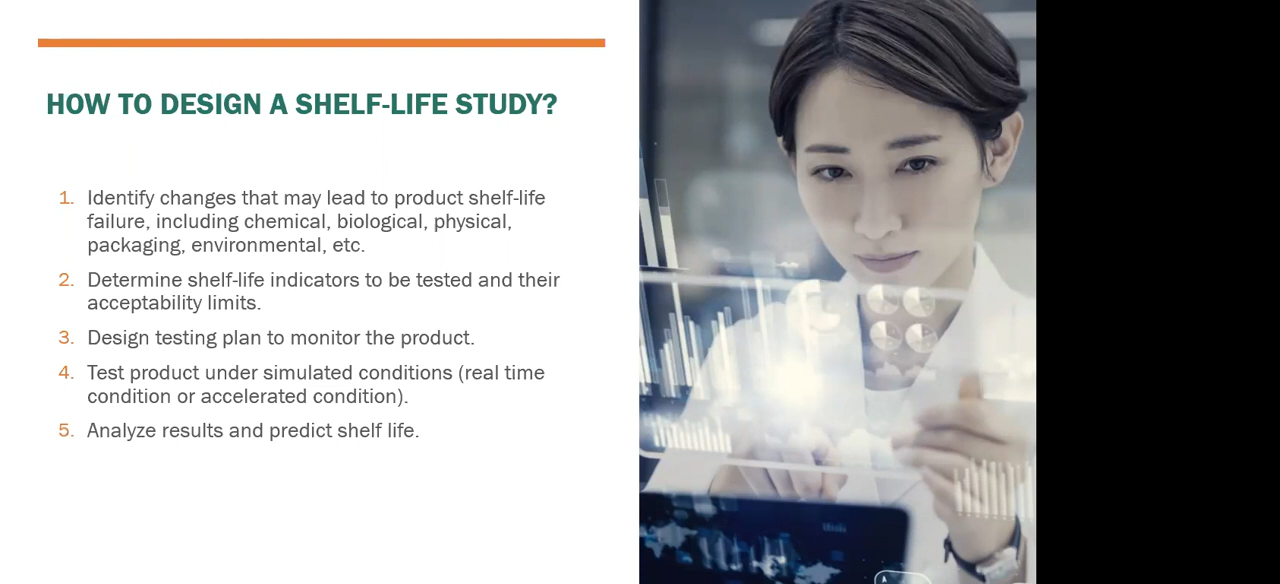 HOW TO DESIGN A SHELF-LIFE STUDY?
1. Identify changes that may lead to product shelf-life
failure, including chemical, biological, physical,
packaging, environmental, etc.
2. Determine shelf-life indicators to be tested and their
acceptability limits.
3. Design testing plan to monitor the product.
4. Test product under simulated conditions (real time
condition or accelerated condition).
5. Analyze results and predict shelf life.